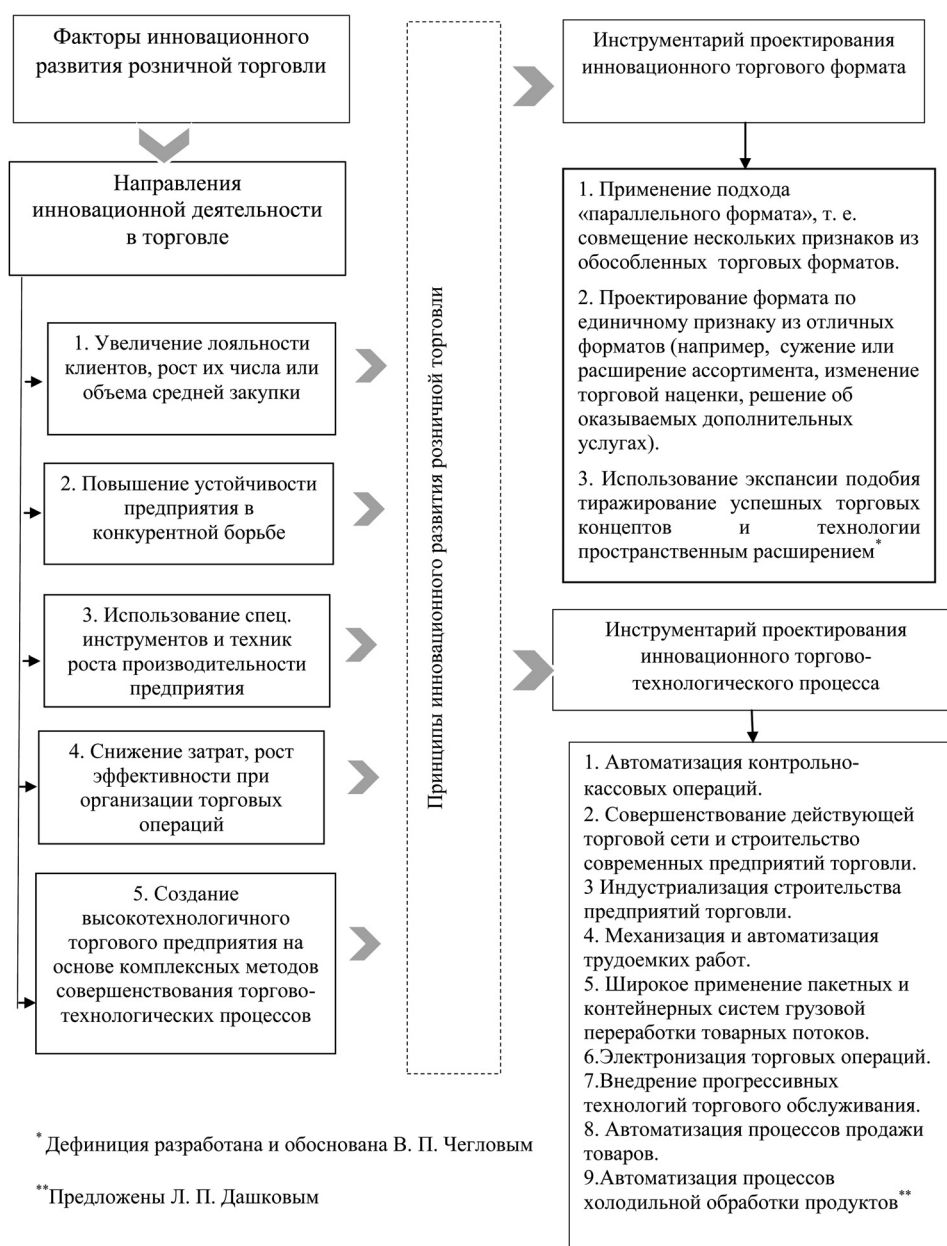 Факторы инновационного
развития розничной торговли
Направления
инновационной деятельности
в торговле
1. Увеличение лояльности
клиентов, рост их числа или
объема средней закупки
2. Повышение устойчивости
предприятия в
конкурентной борьбе
3. Использование спец.
инструментов и техник
роста производительности
предприятия
4. Снижение затрат, рост
эффективности при
организации торговых
операций
5. Создание
высокотехнологичного
торгового предприятия на
основе комплексных методов
совершенствования торгово-
технологических процессов
Принципы инновационного развития розничной торговли
Инструментарий проектирования
инновационного торгового формата
1. Применение подхода
«параллельного формата», т. е.
совмещение нескольких признаков из
обособленных торговых форматов.
2. Проектирование формата по
единичному признаку из отличных
форматов (например, сужение или
расширение ассортимента, изменение
торговой наценки, решение об
оказываемых дополнительных
услугах).
3. Использование экспансии подобия
тиражирование успешных торговых
концептов и технологии
пространственным расширением*
Инструментарий проектирования
инновационного торгово-
технологического процесса
1. Автоматизация контрольно-
кассовых операций.
2. Совершенствование действующей
торговой сети и строительство
современных предприятий торговли.
3 Индустриализация строительства
предприятий торговли.
4. Механизация и автоматизация
трудоемких работ.
5. Широкое применение пакетных и
контейнерных систем грузовой
переработки товарных потоков.
6.Электронизация торговых операций.
7.Внедрение прогрессивных
технологий торгового обслуживания.
8. Автоматизация процессов продажи
товаров.
9.Автоматизация процессов
холодильной обработки продуктов**
* Дефиниция разработана и обоснована В. П. Чегловым
**Предложены Л. П. Дашковым